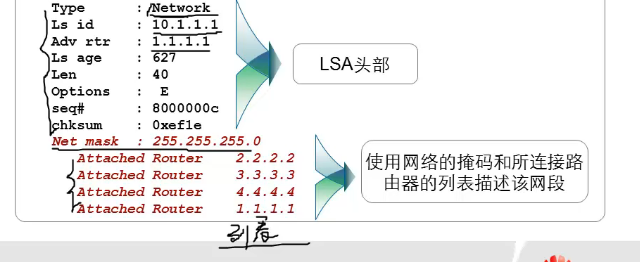 Type : Network
Ls id : 10.1.1.1
Adv rtr : 1.1.1.1
Ls age : 627
Len : 40
Options : E
seq# : 8000000c
chksum : 0xef1e
LSA头部
Net mask : 255.255.255.0
Attached Router 2.2.2.2
Attached Router 3.3.3.3
Attached Router 4.4.4.4
Attached Router 1.1.1.1
使用网络的掩码和所连接路
由器的列表描述该网段
列表